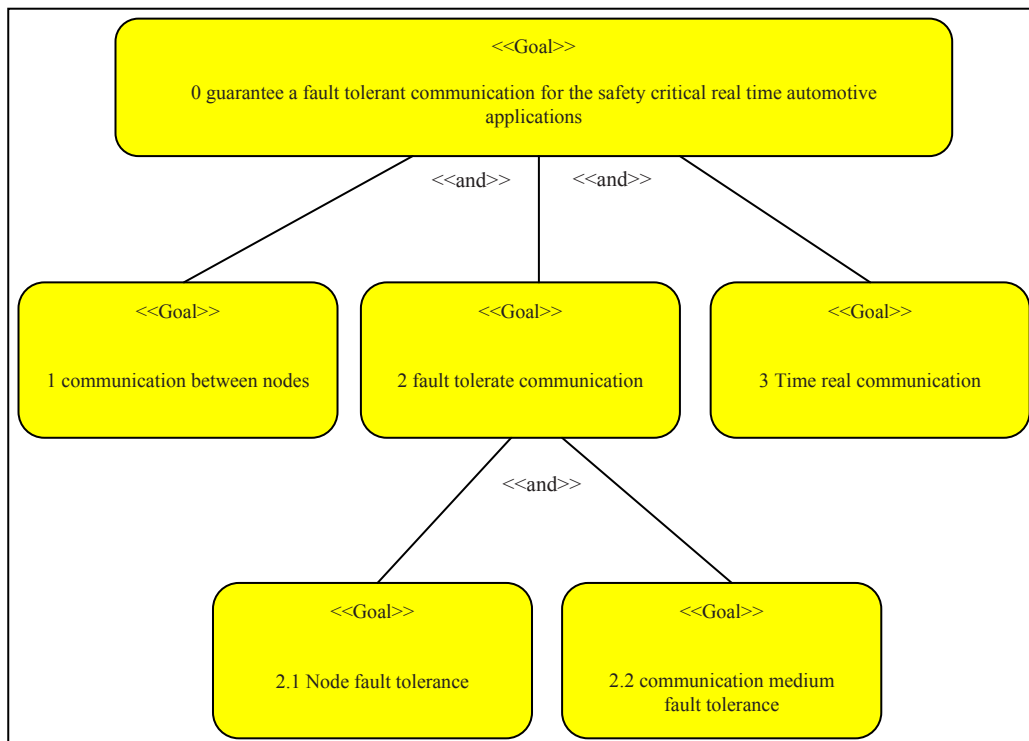 <<Goal>>
0 guarantee a fault tolerant communication for the safety critical real time automotive
applications
<<and>>
<<and>>
<<Goal>>
1 communication between nodes
<<Goal>>
2 fault tolerate communication
<<Goal>>
3 Time real communication
<<and>>
<<Goal>>
2.1 Node fault tolerance
<<Goal>>
2.2 communication medium
fault tolerance